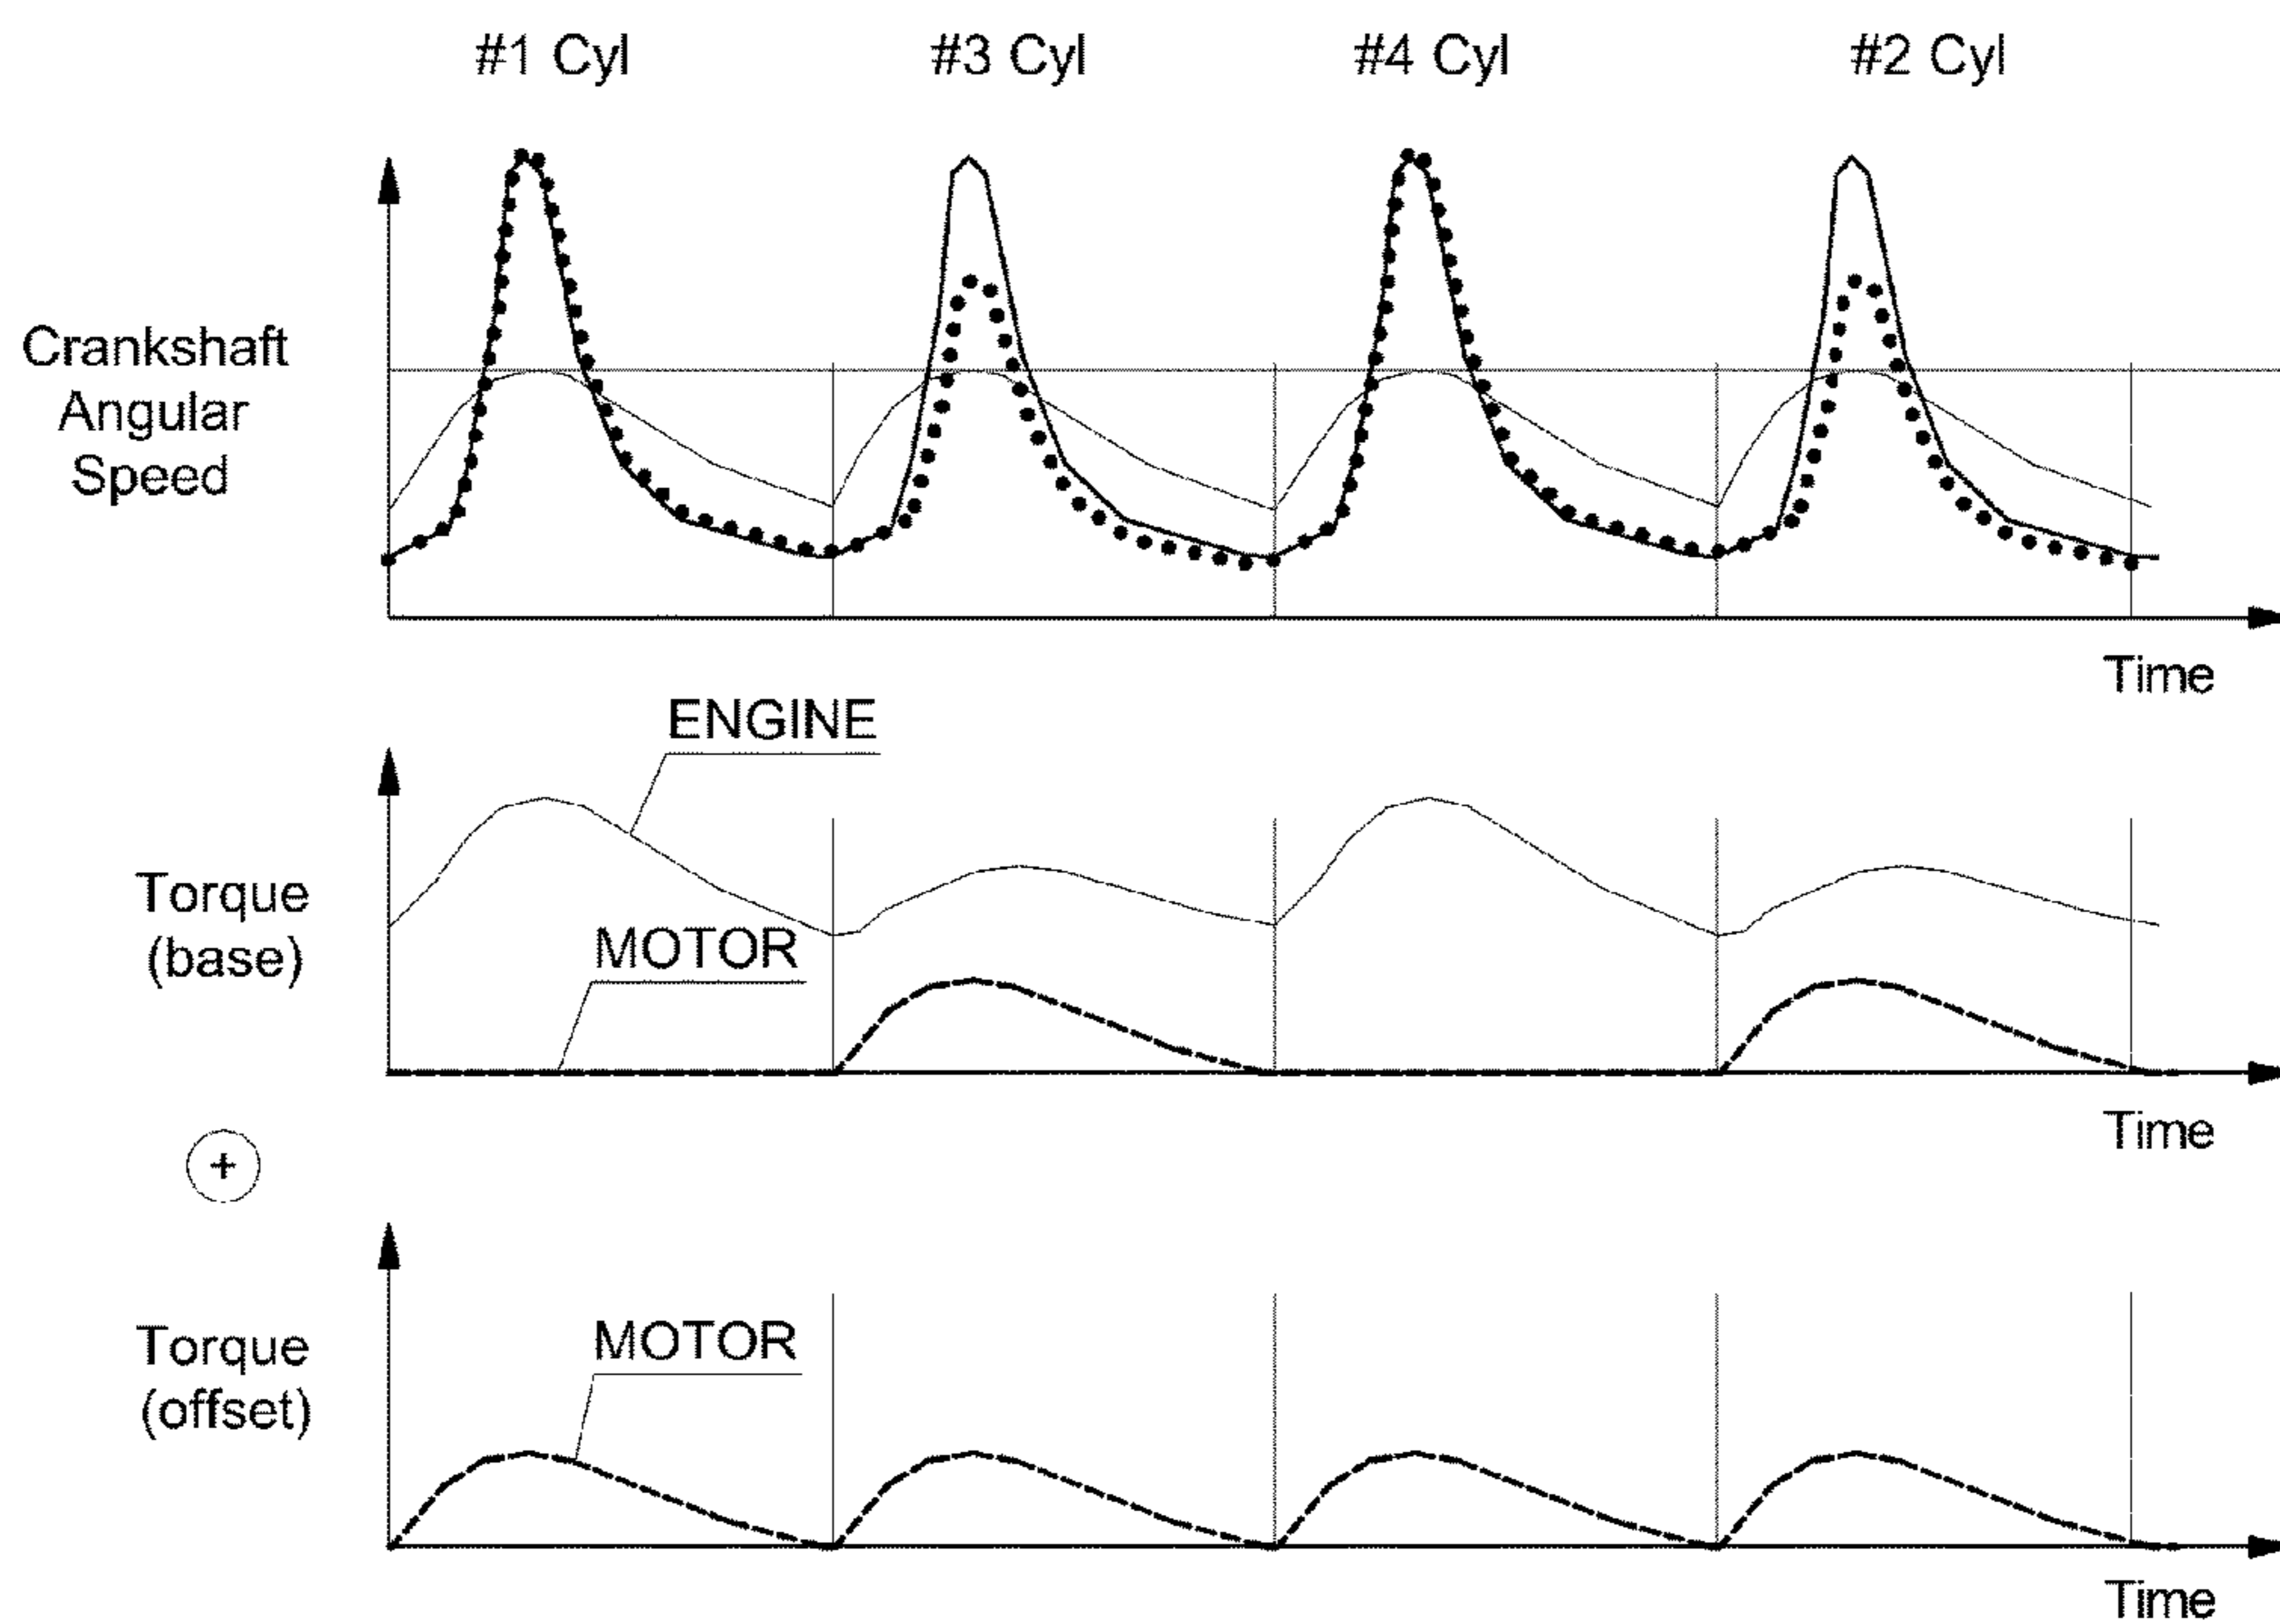 #1 Cyl #3 Cyl #4 Cyl #2 Cyl
Crankshaft
Angular
Speed
Time
ENGINE
Torque
(base)
MOTOR
Time
+
Torque
(offset)
MOTOR
Time